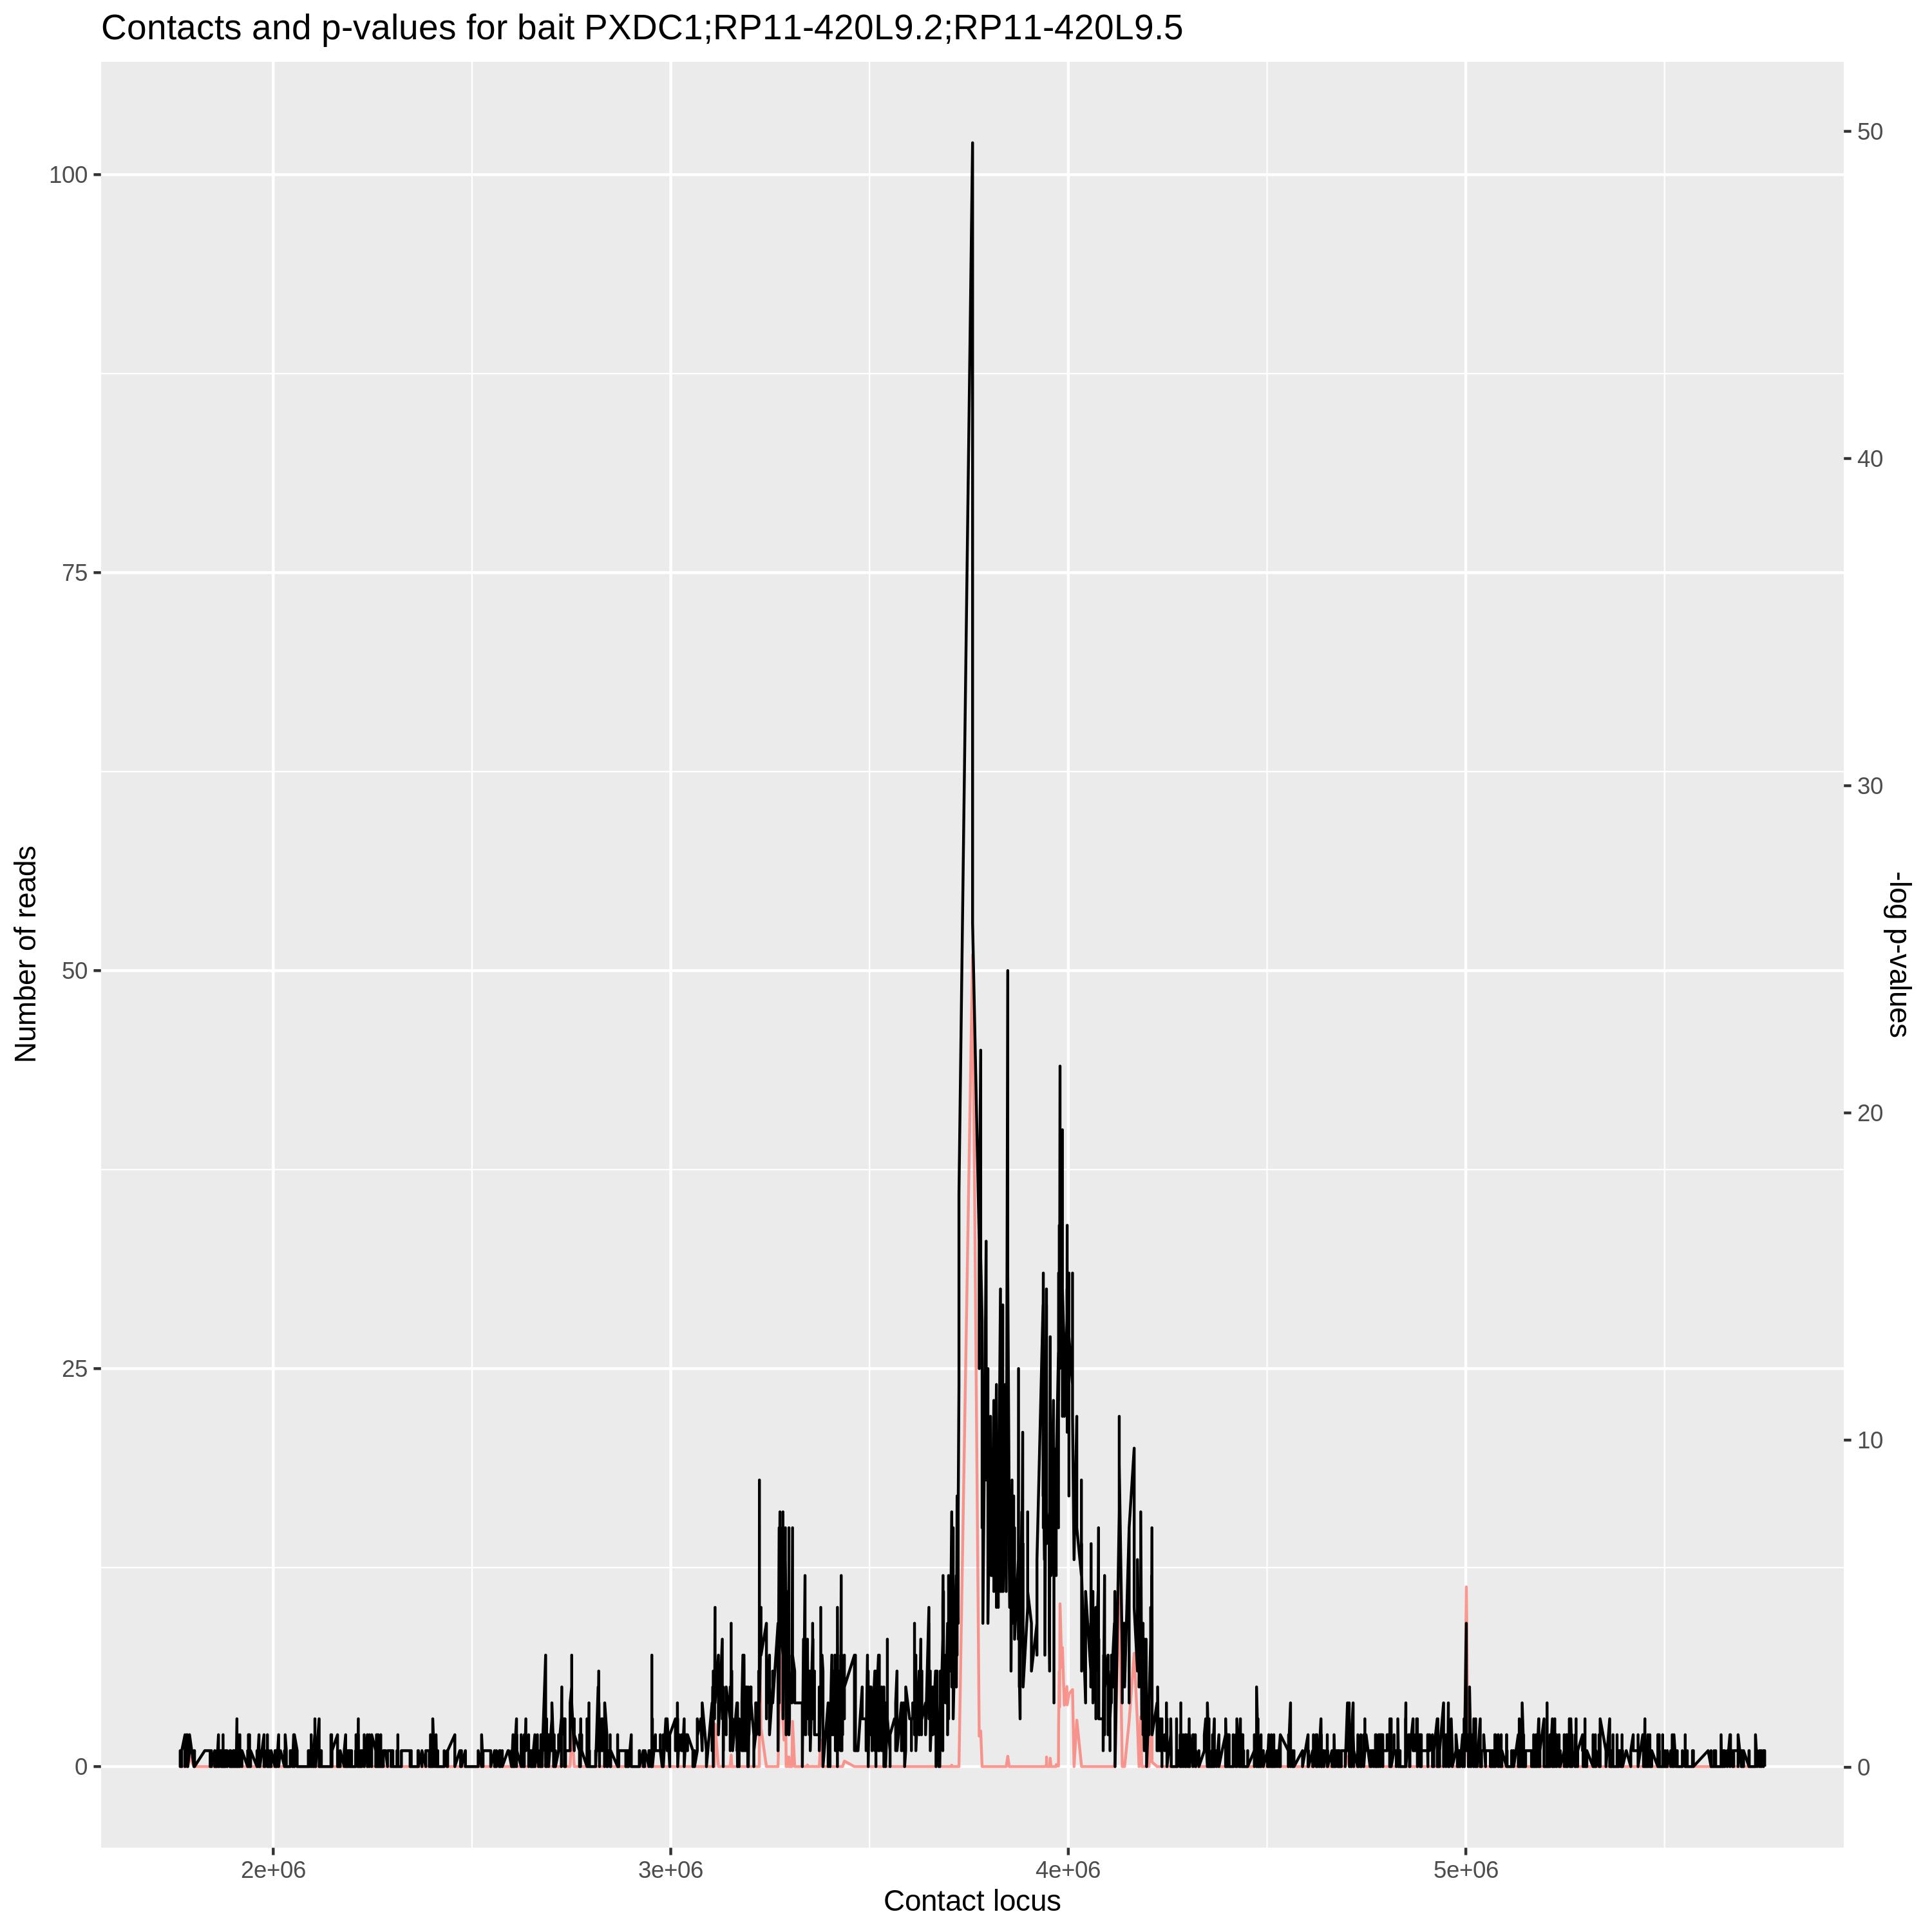 Contacts and p-values for bait PXDC1;RP11-420L9.2;RP11-420L9.5
Number of reads
100
75
50
25
0
50
40
30
20
10
0
-log p-values
2e+06
3e+06
4e+06
5e+06
Contact locus